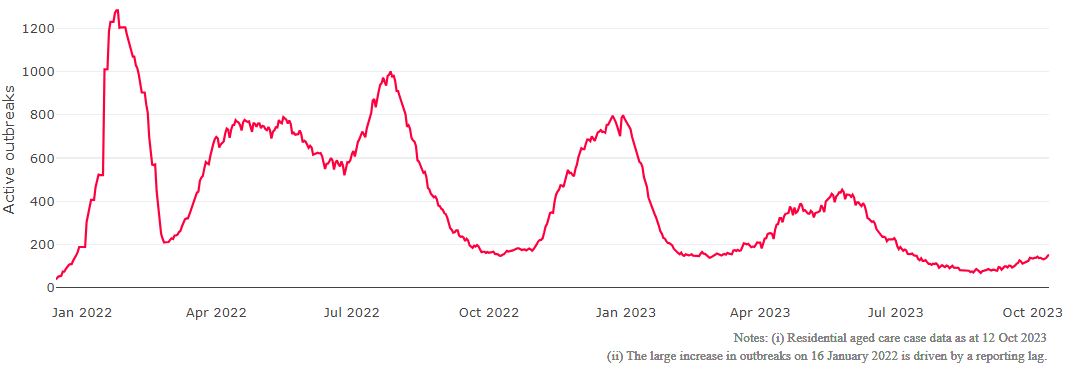 Active outbreaks
1200
1000
800
600
400
200
0
Jan 2022 Apr 2022 Jul 2022 Oct 2022 Jan 2023 Apr 2023 Jul 2023 Oct 2023
Notes: (i) Residential aged care case data as at 12 Oct 2023
(ii) The large increase in outbreaks on 16 January 2022 is driven by a reporting lag.